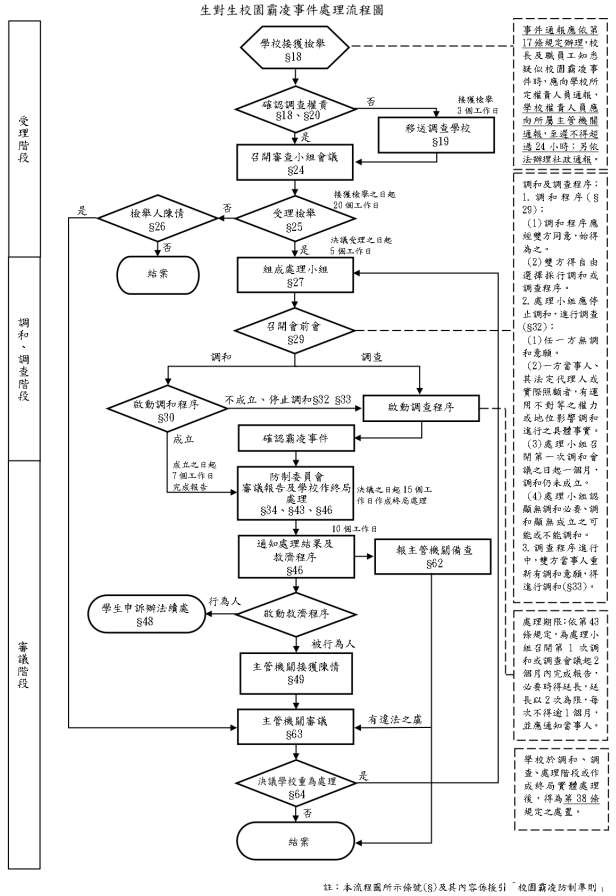 生對生校園霸凌事件處理流程圖
受理階段
調和、調查階段
審議階段
學校接獲檢舉
§18
確認調查權責
§18、§20
否
接獲檢舉
3 個工作日
移送調查學校
§19
是
召開審查小組會議
§24
接獲檢舉之日起
20 個工作日
受理檢舉
§25
否
檢舉人陳情
§26
是
否
結案
是
決議受理之日起
5 個工作日
組成處理小組
§27
召開會前會
§29
調和
調查
啟動調和程序
§30
不成立、停止調和§32 §33
啟動調查程序
成立
確認霸凌事件
成立之日起
7 個工作日
完成報告
防制委員會
審議報告及學校作終局
處理
§34、§43、§46
決議之日起 15 個工
作日作成終局處理
10 個工作日
通知處理結果及
救濟程序
§46
報主管機關備查
§62
啟動救濟程序
行為人
學生申訴辦法續處
§48
被行為人
主管機關接獲陳情
§49
主管機關審議
§63
有違法之虞
決議學校重為處理
§64
是
否
結案
事件通報應依第
17 條規定辦理,校
長及職員工知悉
疑似校園霸凌事
件時,應向學校所
定權責人員通報,
學校權責人員應
向所屬主管機關
通報,至遲不得超
過 24 小時;另依
法辦理社政通報。
調和及調查程序:
1. 調和程序(§
29):
(1)調和程序應
經雙方同意,始得
為之。
(2)雙方得自由
選擇採行調和或
調查程序。
2. 處理小組應停
止調和,進行調查
(§32):
(1)任一方無調
和意願。
(2)一方當事人、
其法定代理人或
實際照顧者,有運
用不對等之權力
或地位影響調和
進行之具體事實。
(3)處理小組召
開第一次調和會
議之日起一個月,
調和仍未成立。
(4)處理小組認
顯無調和必要、調
和顯無成立之可
能或不能調和。
3. 調查程序進行
中,雙方當事人重
新有調和意願,得
進行調和(§33)。
處理期限:依第 43
條規定,為處理小
組召開第 1 次調
和或調查會議起 2
個月內完成報告,
必要時得延長,延
長以 2 次為限,每
次不得逾 1 個月,
並應通知當事人。
學校於調和、調
查、處理階段或作
成終局實體處理
後,得為第 38 條
規定之處置。
註:本流程圖所示條號(§)及其內容係援引「校園霸凌防制準則」